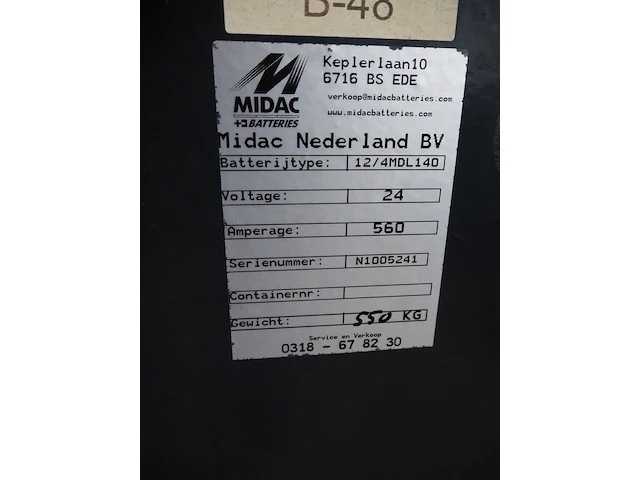 B-48
MIDAC
BATTERIES
Keplerlaan10
6716 BS EDE
verkoop@midacbatteries.com
www.midacbatteries.com
Midac Nederland BV
Batterijtype: 12/4MDL140
Voltage: 24
Amperage: 560
Serienummer: N1005241
Containernr:
Gewicht: 550 KG
Service en Verkoop
0318 - 67 82 30